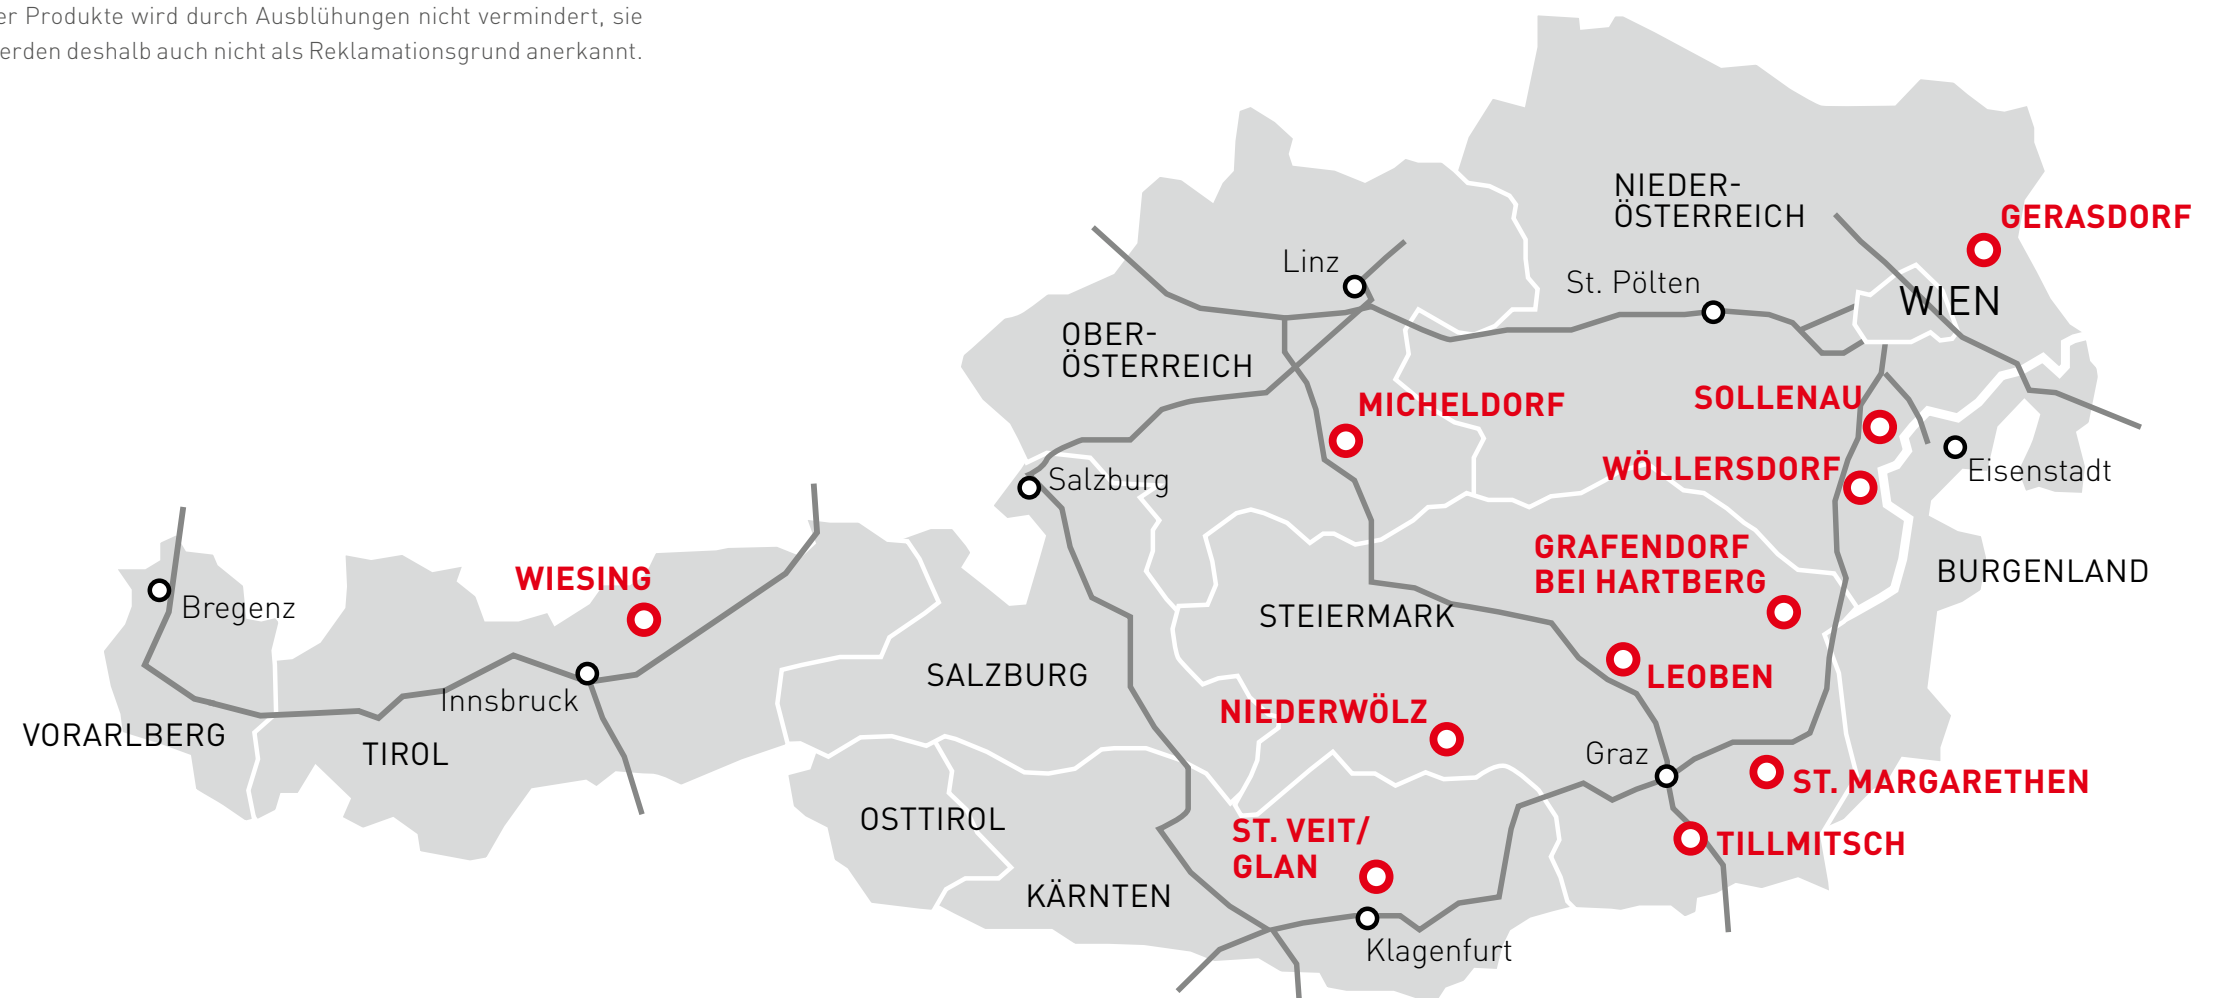 er Produkte wird durch Ausblühungen nicht vermindert, sie
erden deshalb auch nicht als Reklamationsgrund anerkannt.
NIEDER-
ÖSTERREICH
GERASDORF
Linz
St. Pölten
WIEN
OBER-
ÖSTERREICH
MICHELDORF
SOLLENAU
WÖLLERSDORF
Eisenstadt
Salzburg
GRAFENDORF
BEI HARTBERG
BURGENLAND
WIESING
Bregenz
STEIERMARK
SALZBURG
LEOBEN
Innsbruck
NIEDERWÖLZ
VORARLBERG
TIROL
Graz
ST. MARGARETHEN
OSTTIROL
ST. VEIT/
GLAN
TILLMITSCH
KÄRNTEN
Klagenfurt